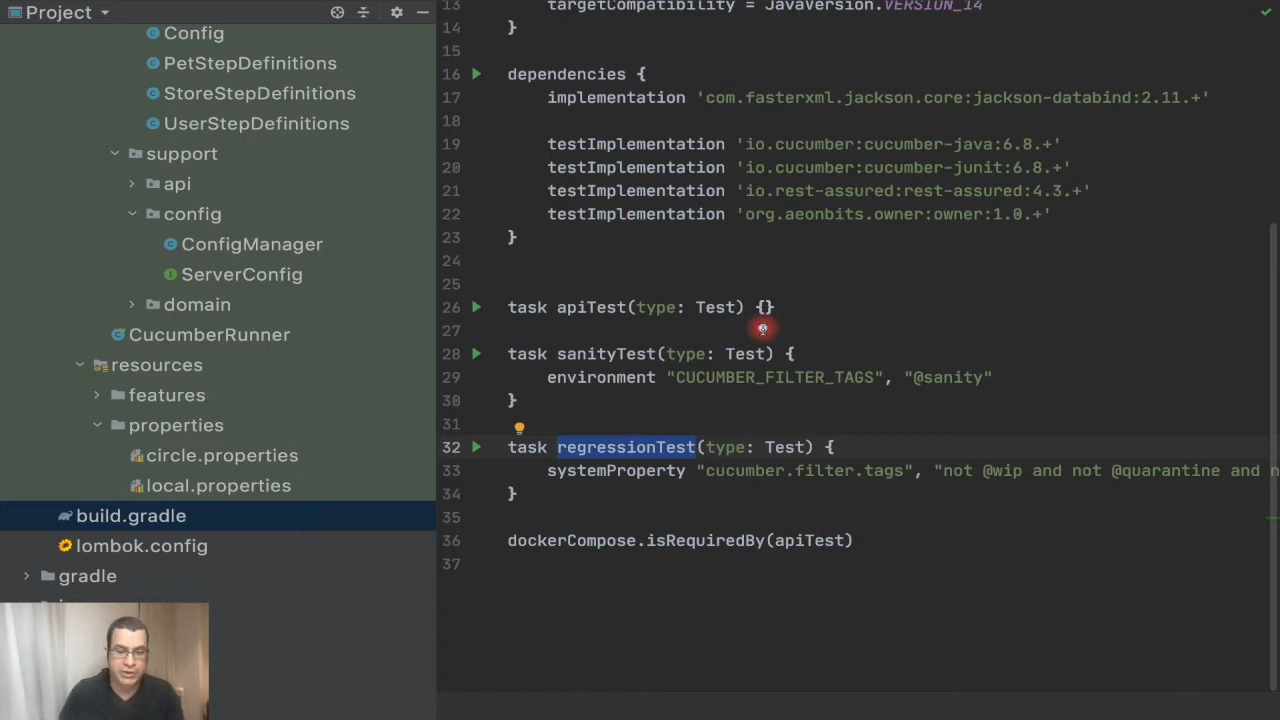 Project
Config
PetStepDefinitions
StoreStepDefinitions
UserStepDefinitions
support
api
config
ConfigManager
ServerConfig
domain
CucumberRunner
resources
features
properties
circle.properties
local.properties
build.gradle
lombok.config
gradle
13 targetCompatibility = JavaVersion.VERSION_14
14 }
15
16 dependencies {
17 implementation 'com.fasterxml.jackson.core:jackson-databind:2.11.+'
18
19 testImplementation 'io.cucumber:cucumber-java:6.8.+'
20 testImplementation 'io.cucumber:cucumber-junit:6.8.+'
21 testImplementation 'io.rest-assured:rest-assured:4.3.+'
22 testImplementation 'org.aeonbits.owner:owner:1.0.+'
23 }
24
25
26 task apiTest(type: Test) {}
27
28 task sanityTest(type: Test) {
29 environment "CUCUMBER_FILTER_TAGS", "@sanity"
30 }
31
32 task regressionTest(type: Test) {
33 systemProperty "cucumber.filter.tags", "not @wip and not @quarantine and n
34 }
35
36 dockerCompose.isRequiredBy(apiTest)
37